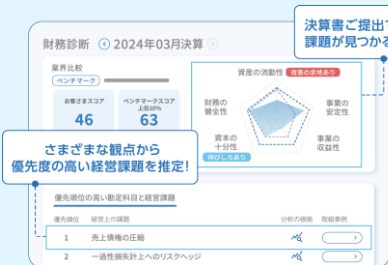 決算書ご提出で
課題が見つかる
財務診断 2024年03月決算
業界比較
ベンチマーク
お客さまスコア
46
ベンチマークスコア
上位10%
63
資産の流動性 改善の余地あり
財務の
健全性
事業の
安定性
資本の
十分性
伸びしろあり
事業の
収益性
さまざまな観点から
優先度の高い経営課題を推定!
優先順位の高い勘定科目と経営課題
優先順位 経営上の課題 分析の根拠 取組事例
1 売上債権の圧縮
2 一過性損失計上へのリスクヘッジ